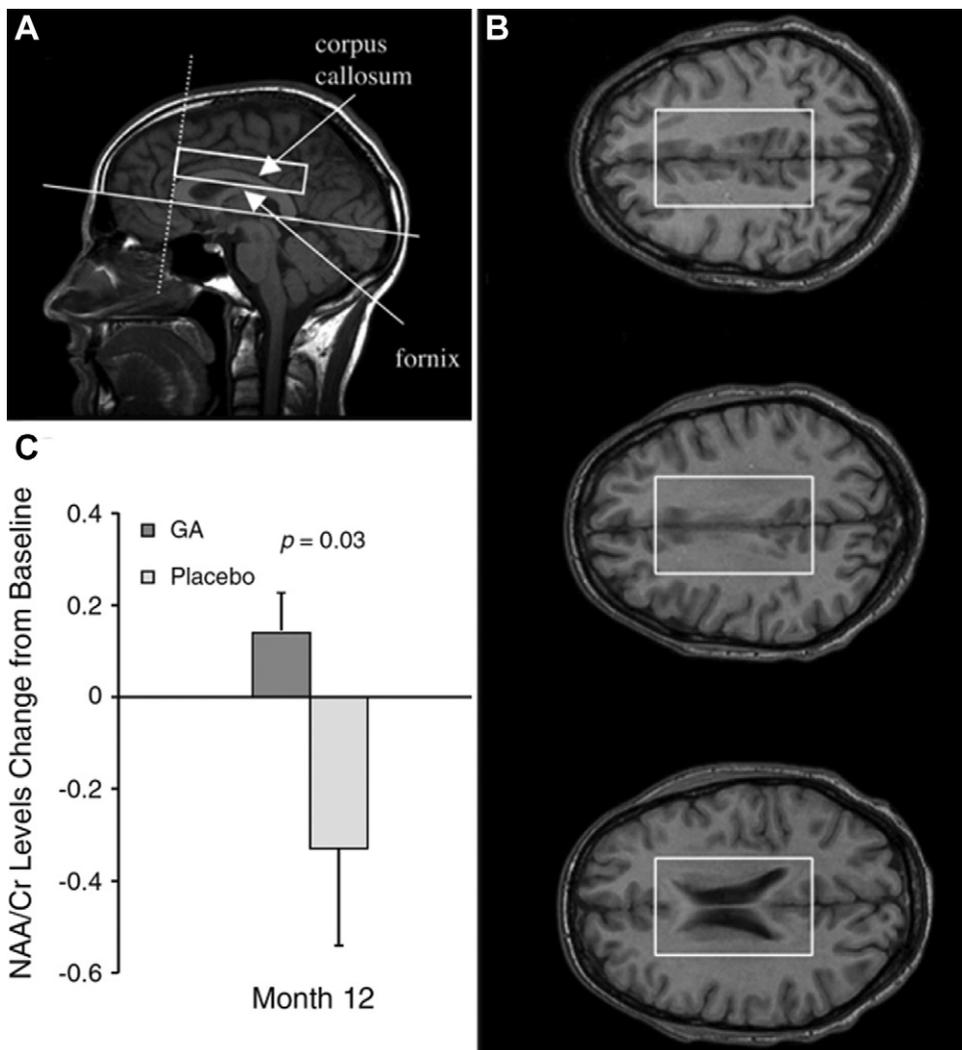 A
corpus
callosum
fornix
B
C
NAA/Cr Levels Change from Baseline
0.4
0.2
0
-0.2
-0.4
-0.6
GA
Placebo
p = 0.03
Month 12